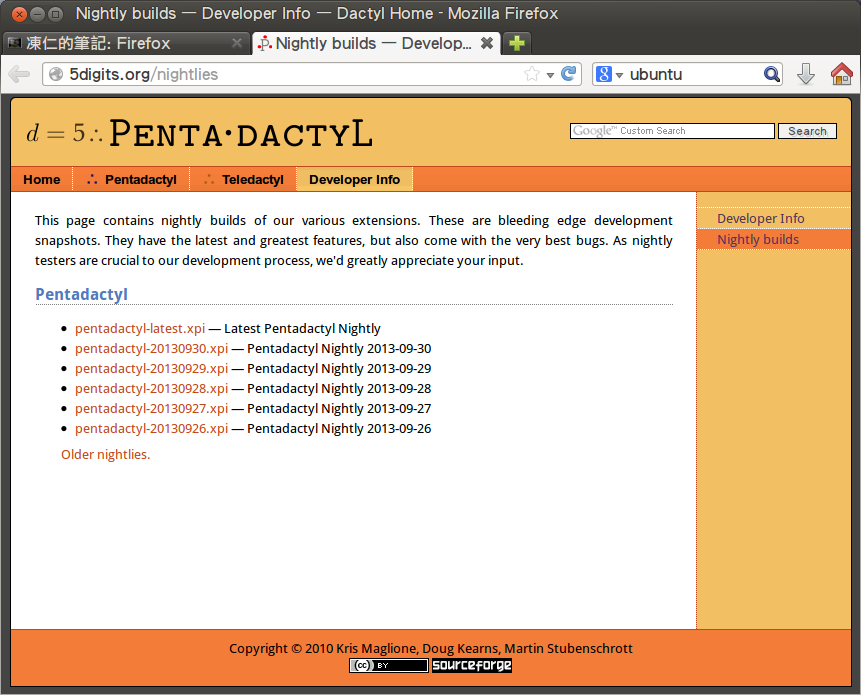 Nightly builds — Developer Info — Dactyl Home - Mozilla Firefox
凍仁的筆記: Firefox
Nightly builds — Develop...
5digits.org/nightlies
ubuntu
d = 5∴ PENTA·DACTYL
Google™ Custom Search
Search
Home
Pentadactyl
Teledactyl
Developer Info
This page contains nightly builds of our various extensions. These are bleeding edge development
snapshots. They have the latest and greatest features, but also come with the very best bugs. As nightly
testers are crucial to our development process, we'd greatly appreciate your input.
Developer Info
Nightly builds
Pentadactyl
pentadactyl-latest.xpi — Latest Pentadactyl Nightly
pentadactyl-20130930.xpi — Pentadactyl Nightly 2013-09-30
pentadactyl-20130929.xpi — Pentadactyl Nightly 2013-09-29
pentadactyl-20130928.xpi — Pentadactyl Nightly 2013-09-28
pentadactyl-20130927.xpi — Pentadactyl Nightly 2013-09-27
pentadactyl-20130926.xpi — Pentadactyl Nightly 2013-09-26
Older nightlies.
Copyright © 2010 Kris Maglione, Doug Kearns, Martin Stubenschrott
cc BY sourceforge